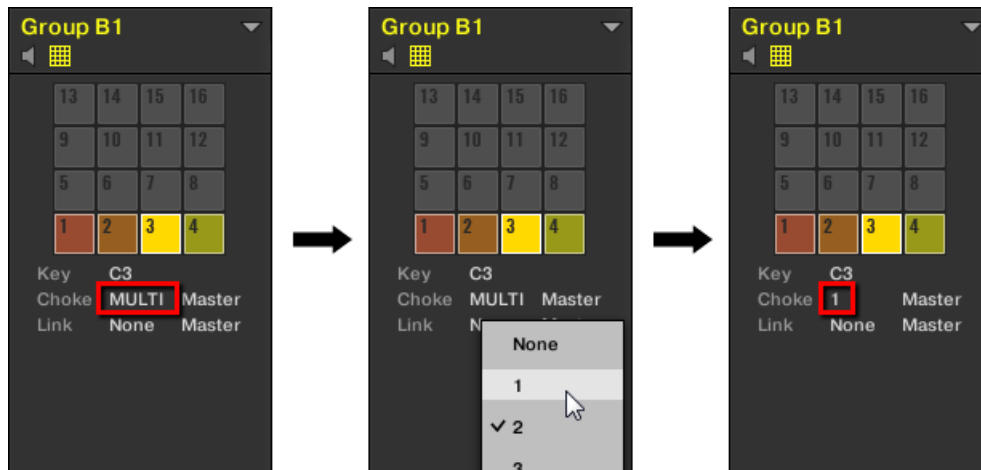 Group B1
13 14 15 16
9 10 11 12
5 6 7 8
1 2 3 4
Key C3
Choke MULTI Master
Link None Master
Group B1
13 14 15 16
9 10 11 12
5 6 7 8
1 2 3 4
Key C3
Choke MULTI Master
Link
None
1
2
3
Group B1
13 14 15 16
9 10 11 12
5 6 7 8
1 2 3 4
Key C3
Choke 1 Master
Link None Master